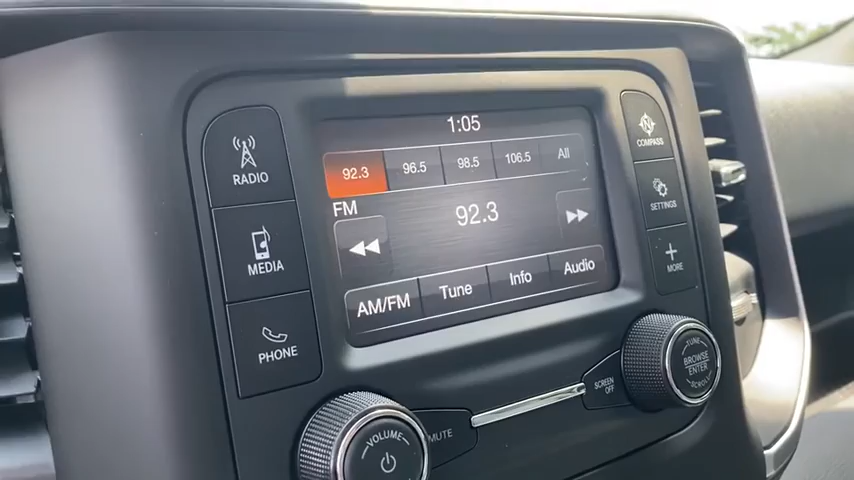 1:05
92.3 96.5 98.5 106.5 All
FM
92.3
AM/FM Tune Info Audio
RADIO
MEDIA
PHONE
N
COMPASS
SETTINGS
MORE
VOLUME
MUTE
SCREEN
OFF
TUNE
BROWSE
ENTER
SCROLL